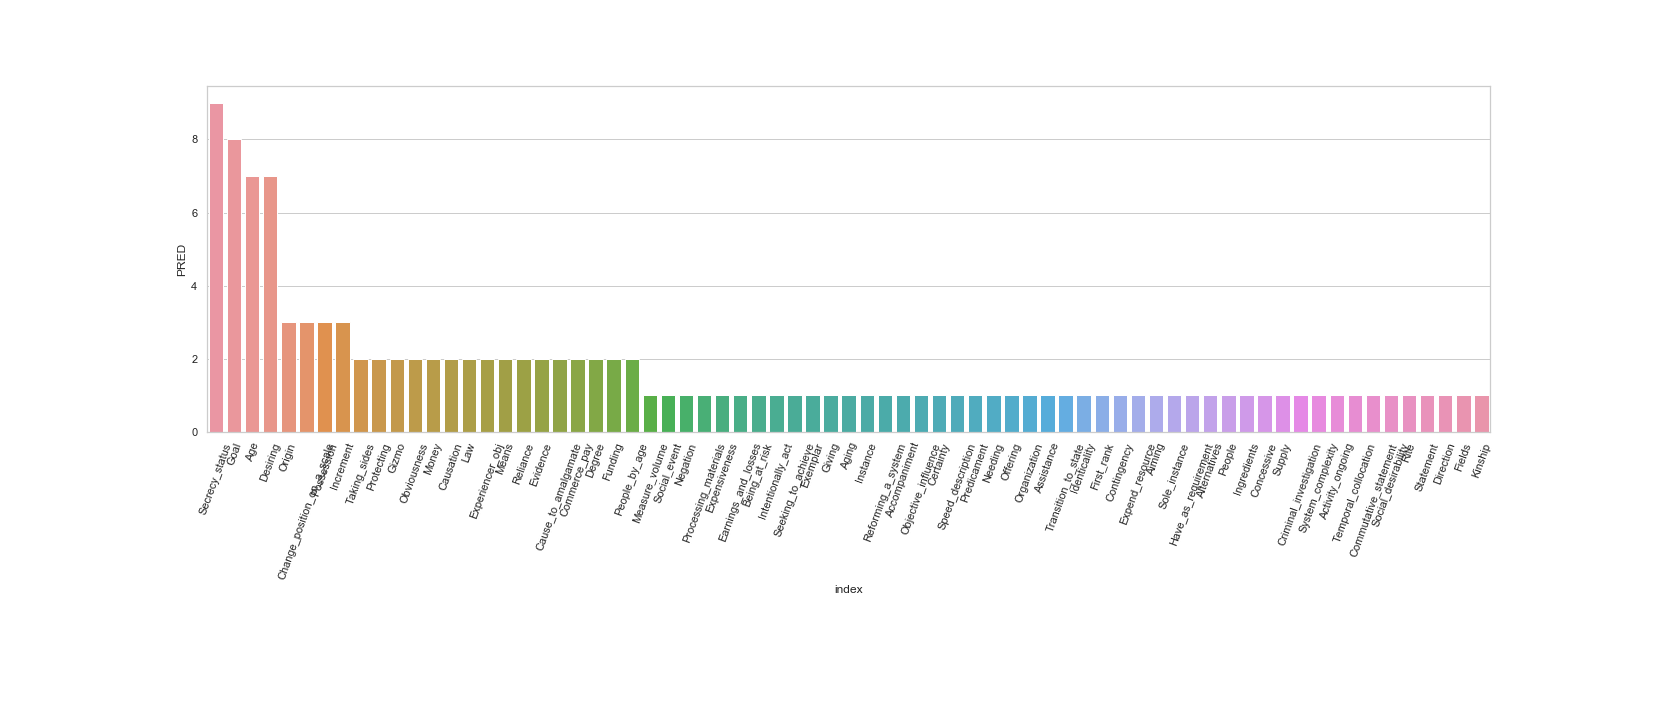 8
6
4
2
0
PRED
Secrecy_status
Goal
Age
Desiring
Origin
Change_position_on_a_scale
Possession
Increment
Taking_sides
Protecting
Gizmo
Obviousness
Money
Causation
Law
Experiencer_obj
Means
Reliance
Evidence
Cause_to_amalgamate
Commerce_pay
Degree
Funding
People_by_age
Measure_volume
Social_event
Negation
Processing_materials
Expensiveness
Earnings_and_losses
Being_at_risk
Intentionally_act
Seeking_to_achieve
Exemplar
Giving
Aging
Instance
Reforming_a_system
Accompaniment
Objective_influence
Certainty
Speed_description
Predicament
Needing
Offering
Organization
Assistance
Transition_to_state
Identicality
First_rank
Contingency
Expend_resource
Aiming
Sole_instance
Have_as_requirement
Alternatives
People
Ingredients
Concessive
Supply
Criminal_investigation
System_complexity
Activity_ongoing
Temporal_collocation
Commutative_statement
Social_desirability
Statement
Direction
Fields
Kinship
index